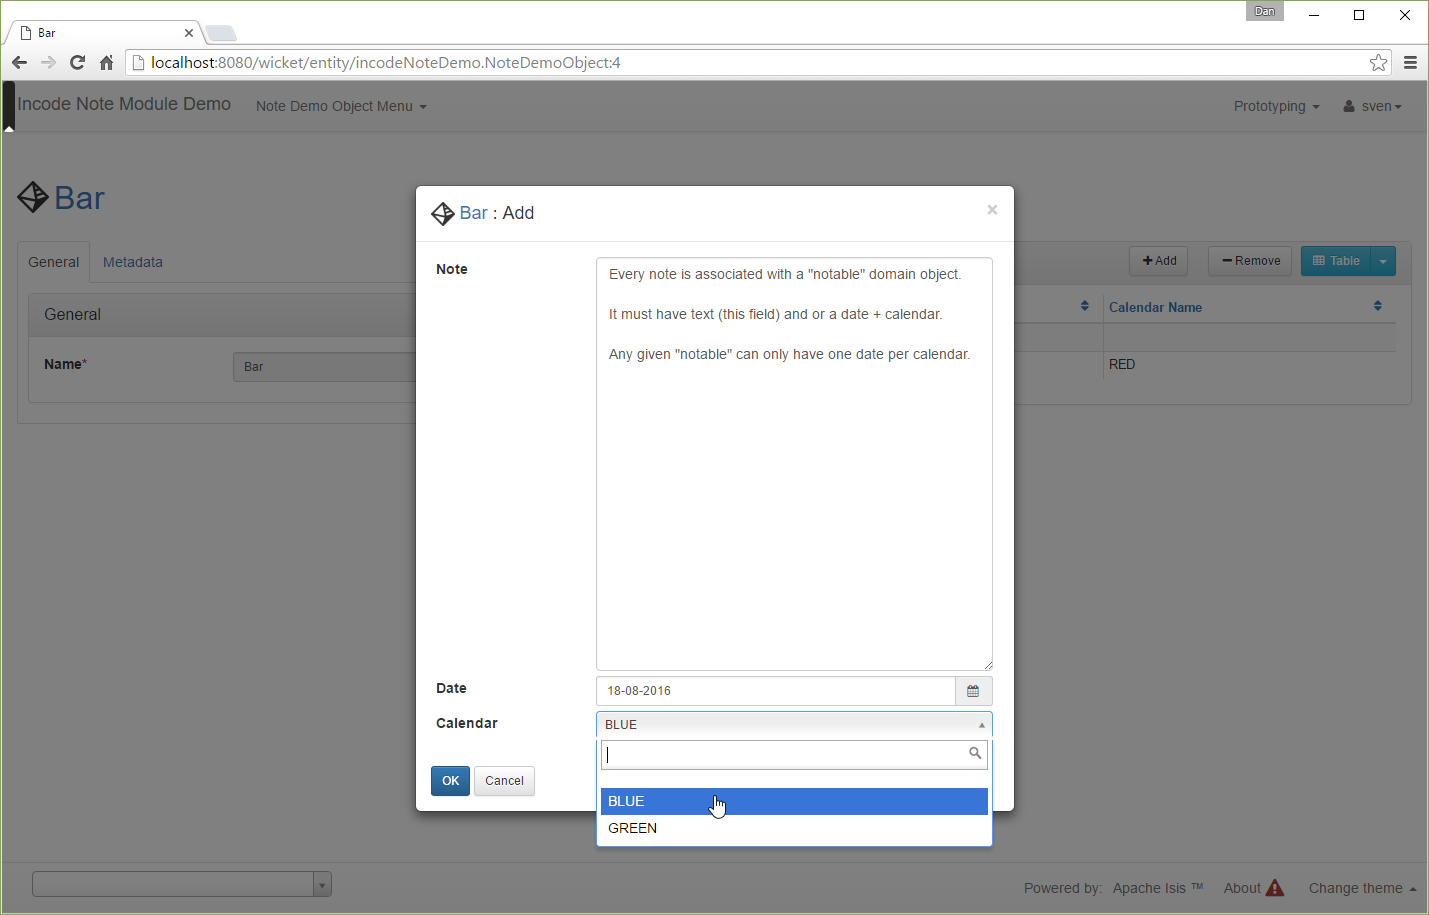 Dan
Bar
localhost:8080/wicket/entity/incodeNoteDemo.NoteDemoObject:4
Incode Note Module Demo
Note Demo Object Menu
Prototyping
sven
Bar
General
Metadata
Add
Remove
Table
General
Calendar Name
Name*
Bar
RED
Bar : Add
×
Note
Every note is associated with a "notable" domain object.
It must have text (this field) and or a date + calendar.
Any given "notable" can only have one date per calendar.
Date
18-08-2016
Calendar
BLUE
OK
Cancel
BLUE
GREEN
Powered by: Apache Isis ™
About
Change theme